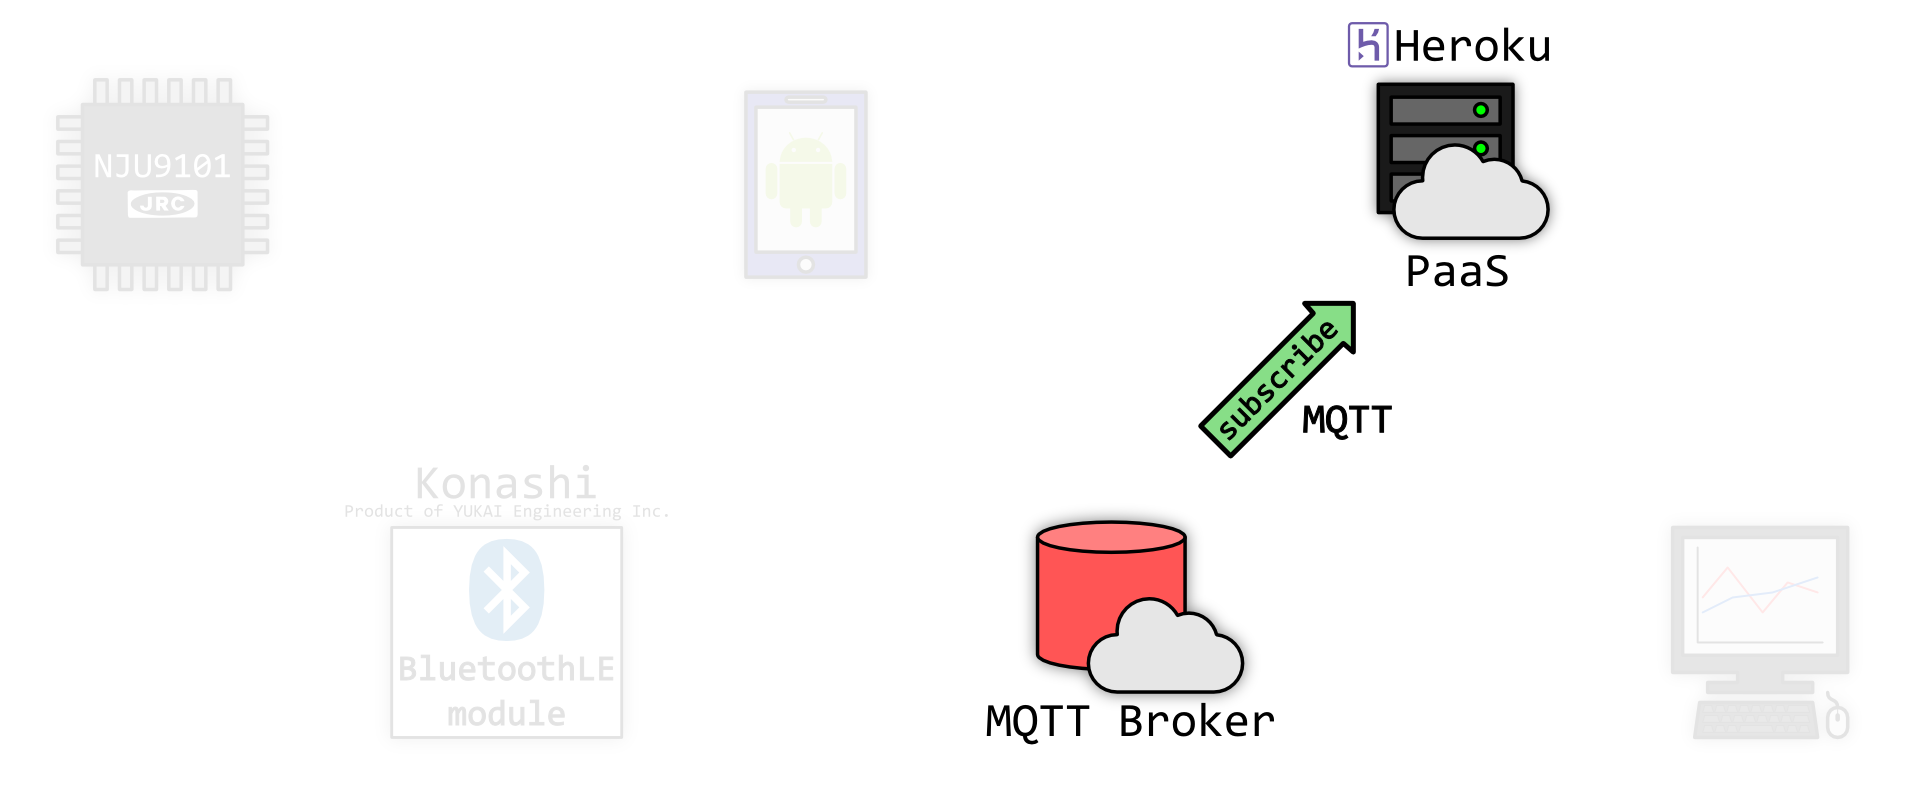 Heroku
NJU9101
JRC
PaaS
subscribe
MQTT
Konashi
Product of YUKAI Engineering Inc.
BluetoothLE
module
MQTT Broker